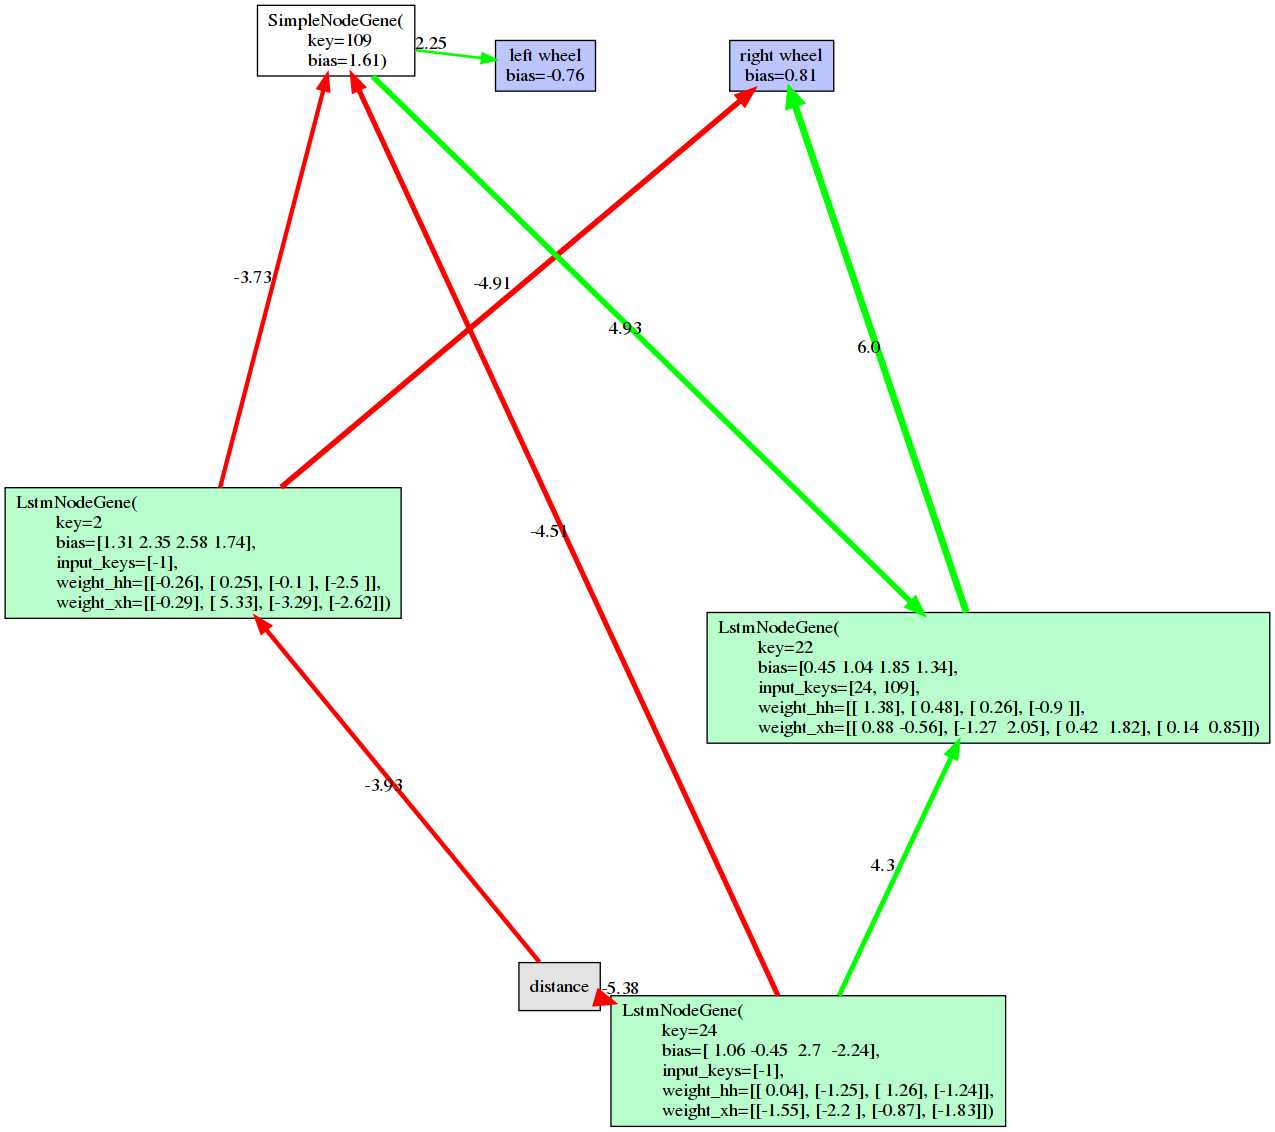 SimpleNodeGene(
key=109
bias=1.61)
2.25
left wheel
bias=-0.76
right wheel
bias=0.81
-3.73
-4.91
4.93
6.0
LstmNodeGene(
key=2
bias=[1.31 2.35 2.58 1.74],
input_keys=[-1],
weight_hh=[[-0.26], [ 0.25], [-0.1 ], [-2.5 ]],
weight_xh=[[-0.29], [ 5.33], [-3.29], [-2.62]])
-4.51
LstmNodeGene(
key=22
bias=[0.45 1.04 1.85 1.34],
input_keys=[24, 109],
weight_hh=[[ 1.38], [ 0.48], [ 0.26], [-0.9 ]],
weight_xh=[[ 0.88 -0.56], [-1.27  2.05], [ 0.42  1.82], [ 0.14  0.85]])
-3.93
4.3
distance
-5.38
LstmNodeGene(
key=24
bias=[ 1.06 -0.45  2.7  -2.24],
input_keys=[-1],
weight_hh=[[ 0.04], [-1.25], [ 1.26], [-1.24]],
weight_xh=[[-1.55], [-2.2 ], [-0.87], [-1.83]])